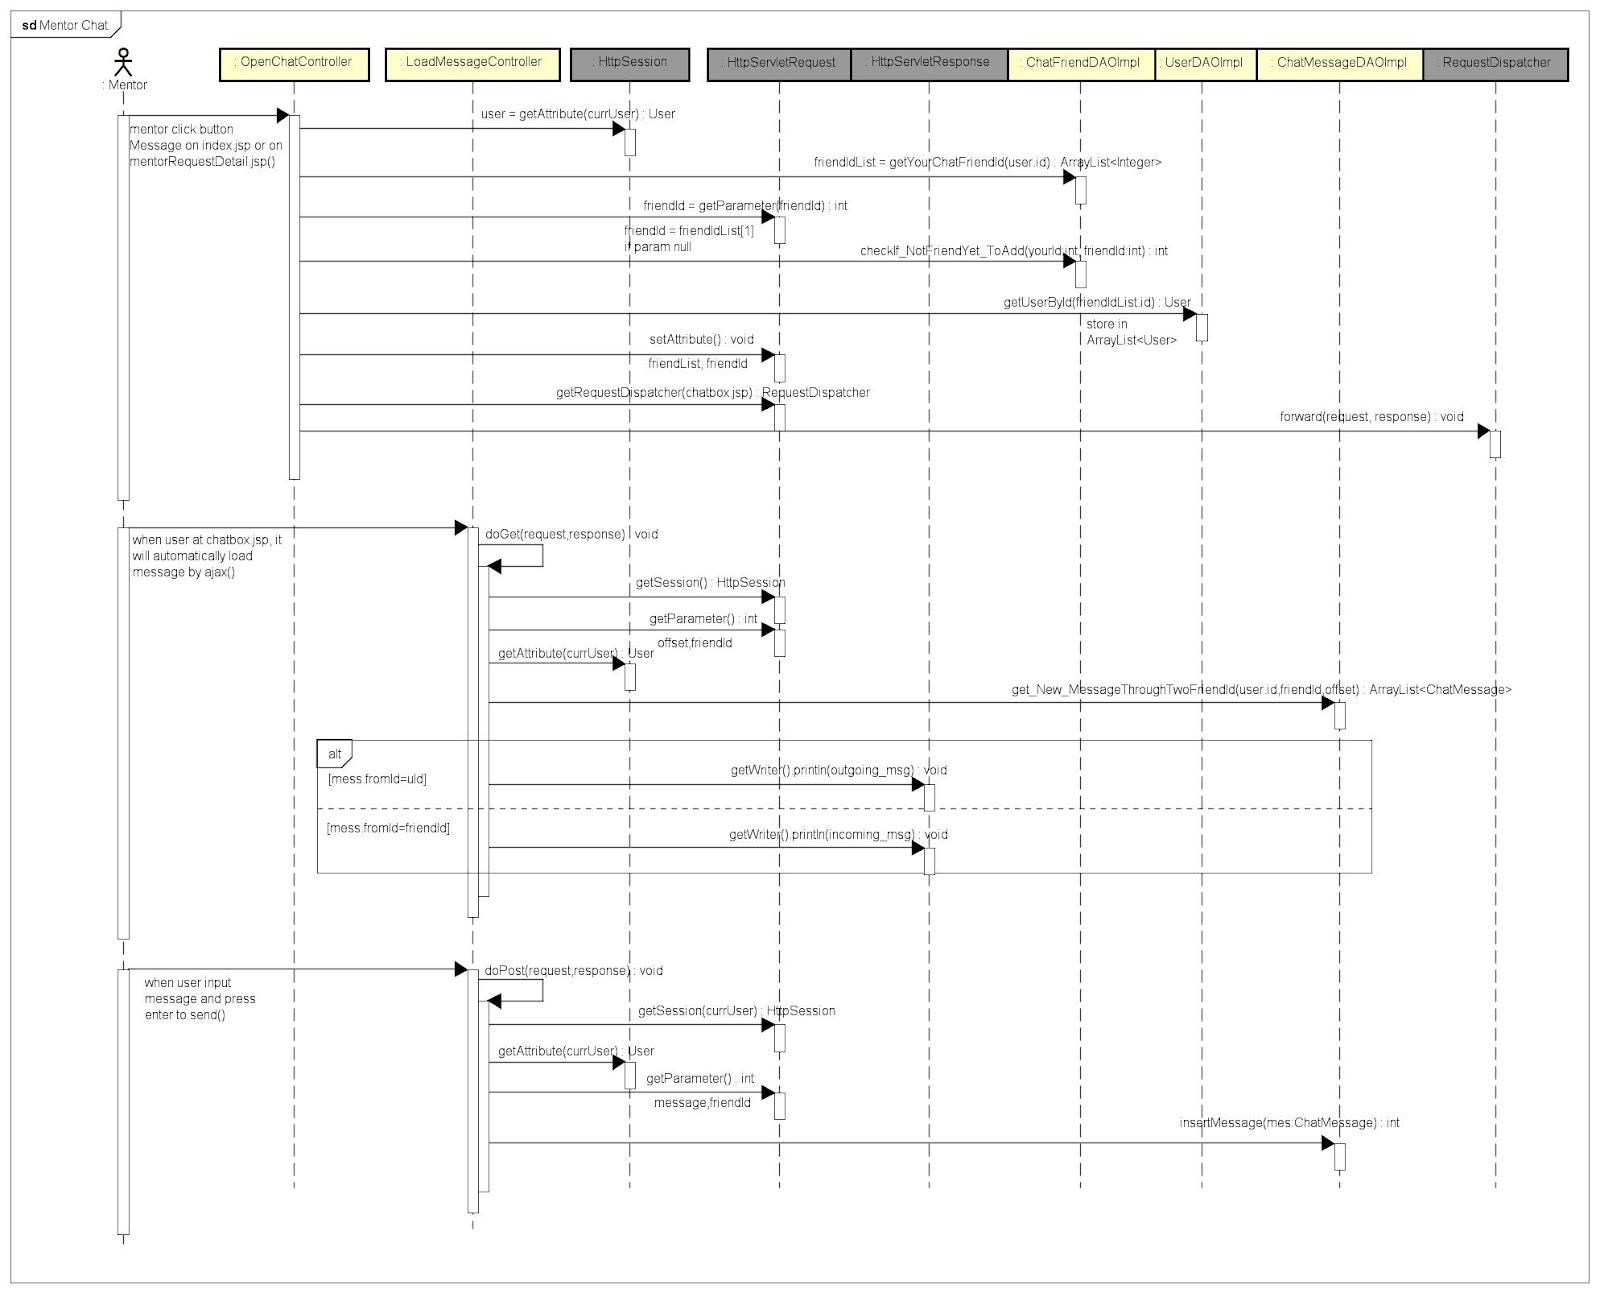 sd Mentor Chat
: Mentor
: OpenChatController
: LoadMessageController
: HttpSession
: HttpServletRequest
: HttpServletResponse
: ChatFriendDAOImpl
: UserDAOImpl
: ChatMessageDAOImpl
: RequestDispatcher
mentor click button
Message on index.jsp or on
mentorRequestDetail.jsp()
user = getAttribute(currUser) : User
friendIdList = getYourChatFriendId(user.id) : ArrayList<Integer>
friendId = getParameter(friendId) : int
friendId = friendIdList[1]
if param null
checkIf_NotFriendYet_ToAdd(yourId:int, friendId:int) : int
getUserById(friendIdList.id) : User
store in
ArrayList<User>
setAttribute() : void
friendList, friendId
getRequestDispatcher(chatbox.jsp) : RequestDispatcher
forward(request, response) : void
when user at chatbox.jsp, it
will automatically load
message by ajax()
doGet(request,response) : void
getSession() : HttpSession
getParameter() : int
offset,friendId
getAttribute(currUser) : User
get_New_MessageThroughTwoFriendId(user.id,friendId,offset) : ArrayList<ChatMessage>
alt
[mess.fromId=uId]
getWriter().println(outgoing_msg) : void
[mess.fromId=friendId]
getWriter().println(incoming_msg) : void
when user input
message and press
enter to send()
doPost(request,response) : void
getSession(currUser) : HttpSession
getAttribute(currUser) : User
getParameter() : int
message,friendId
insertMessage(mes:ChatMessage) : int